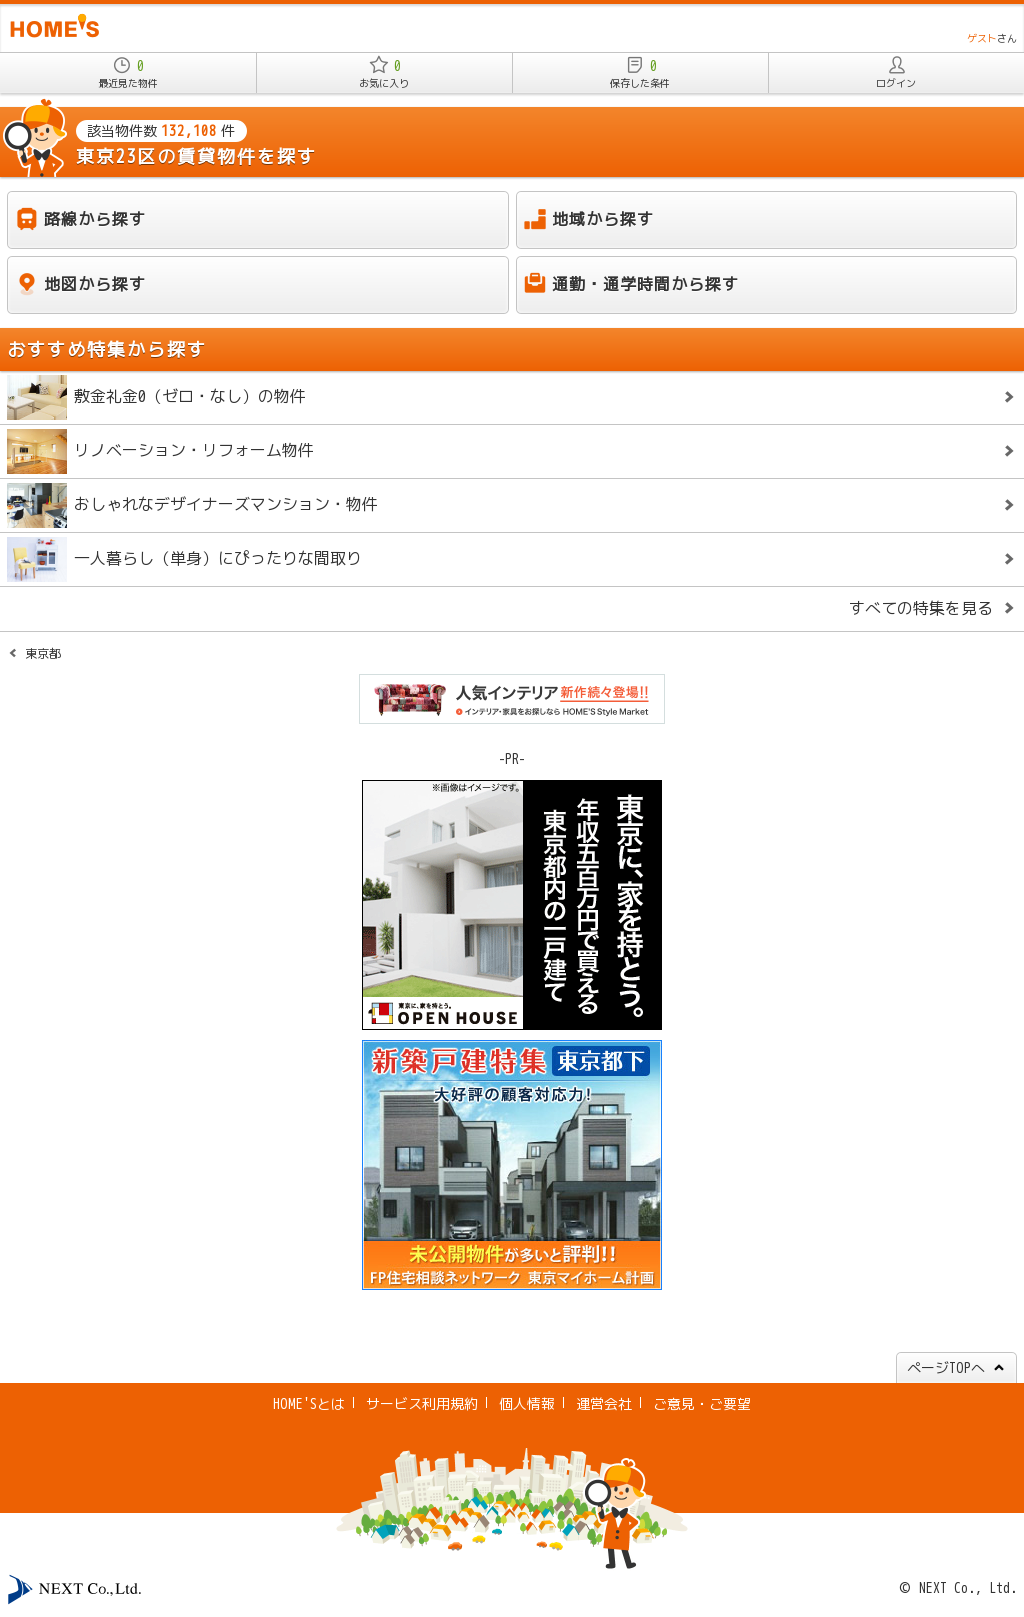 HOME'S
ゲストさん
0
最近見た物件
0
お気に入り
0
保存した条件
ログイン
該当物件数 132,108 件
東京23区の賃貸物件を探す
路線から探す
地域から探す
地図から探す
通勤・通学時間から探す
おすすめ特集から探す
敷金礼金0（ゼロ・なし）の物件
リノベーション・リフォーム物件
おしゃれなデザイナーズマンション・物件
一人暮らし（単身）にぴったりな間取り
すべての特集を見る
東京都
人気インテリア 新作続々登場!!
インテリア・家具をお探しなら HOME'S Style Market
-PR-
※画像はイメージです。
東京に、家を持とう。
年収五百万円で買える
東京都内の一戸建て
東京に、家を持とう。
OPEN HOUSE
新築戸建特集 東京都下
大好評の顧客対応力!
未公開物件が多いと評判!!
FP住宅相談ネットワーク 東京マイホーム計画
ページTOPへ
HOME'Sとは | サービス利用規約 | 個人情報 | 運営会社 | ご意見・ご要望
NEXT Co., Ltd.
© NEXT Co., Ltd.